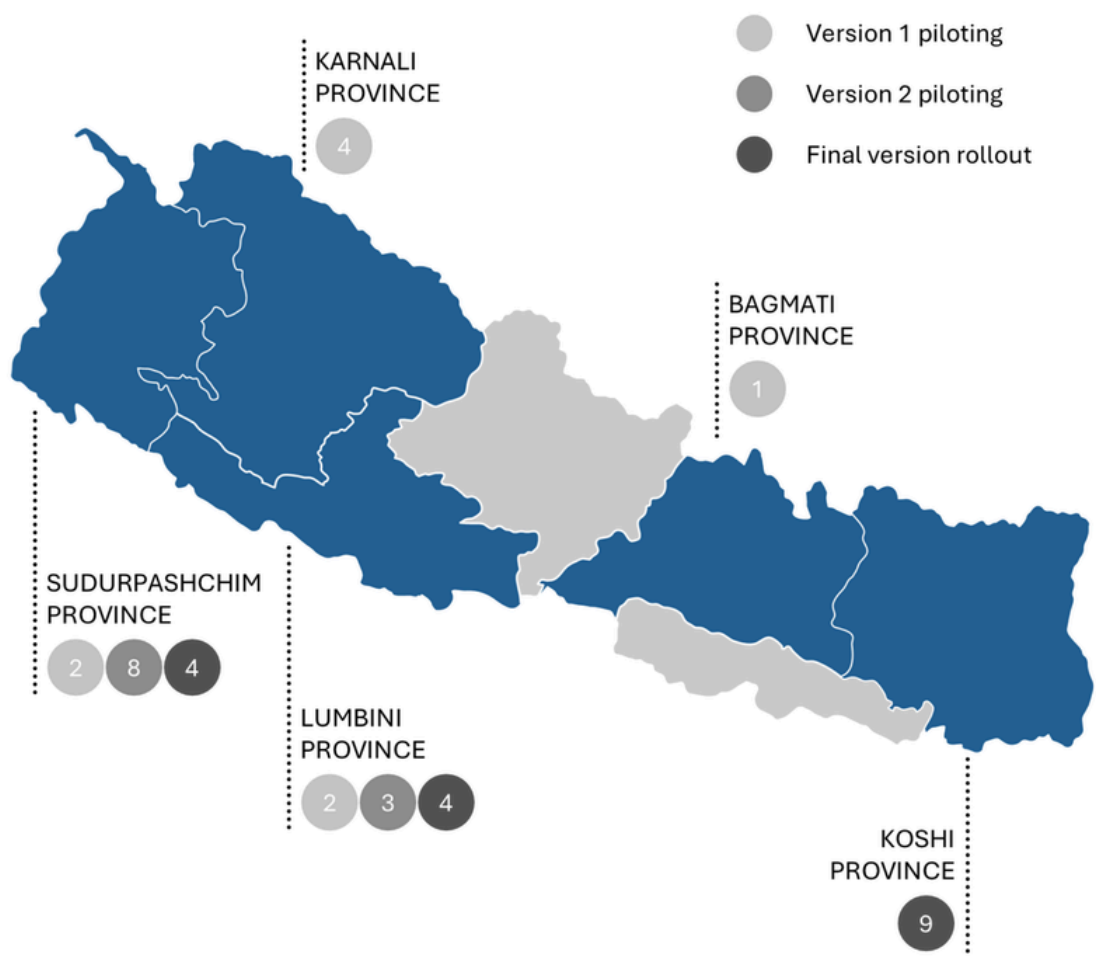 Version 1 piloting
Version 2 piloting
Final version rollout
KARNALI
PROVINCE
4
BAGMATI
PROVINCE
1
SUDURPASHCHIM
PROVINCE
2 8 4
LUMBINI
PROVINCE
2 3 4
KOSHI
PROVINCE
9